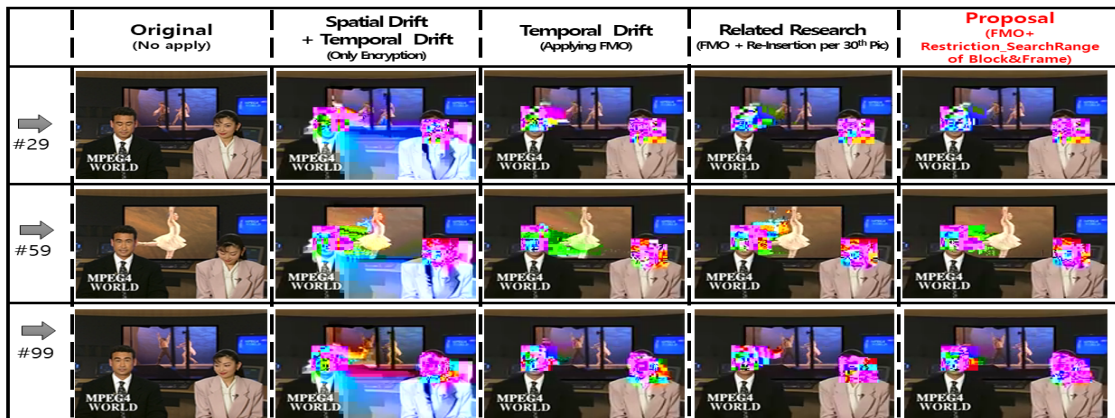 Original
(No apply)
Spatial Drift
+ Temporal Drift
(Only Encryption)
Temporal Drift
(Applying FMO)
Related Research
(FMO + Re-Insertion per 30th Pic)
Proposal
(FMO+
Restriction_SearchRange
of Block&Frame)
#29
MPEG4
WORLD
MPEG4
WORLD
MPEG4
WORLD
MPEG4
WORLD
MPEG4
WORLD
#59
MPEG4
WORLD
MPEG4
WORLD
MPEG4
WORLD
MPEG4
WORLD
MPEG4
WORLD
#99
MPEG4
WORLD
MPEG4
WORLD
MPEG4
WORLD
MPEG4
WORLD
MPEG4
WORLD